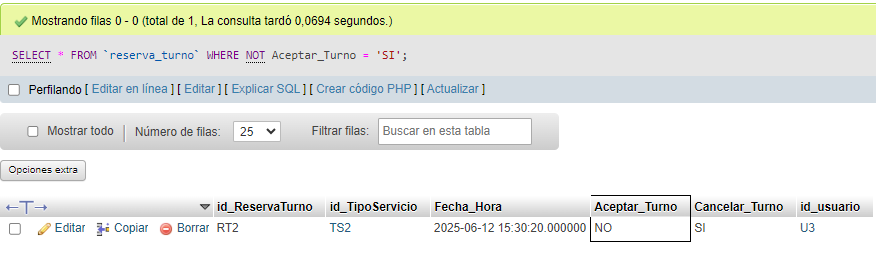 Mostrando filas 0 - 0 (total de 1, La consulta tardó 0,0694 segundos.)
SELECT * FROM `reserva_turno` WHERE NOT Aceptar_Turno = 'SI';
Perfilando [ Editar en línea ] [ Editar ] [ Explicar SQL ] [ Crear código PHP ] [ Actualizar ]
Mostrar todo Número de filas: 25 Filtrar filas: Buscar en esta tabla
Opciones extra
←T→ id_ReservaTurno id_TipoServicio Fecha_Hora Aceptar_Turno Cancelar_Turno id_usuario
Editar Copiar Borrar RT2 TS2 2025-06-12 15:30:20.000000 NO SI U3